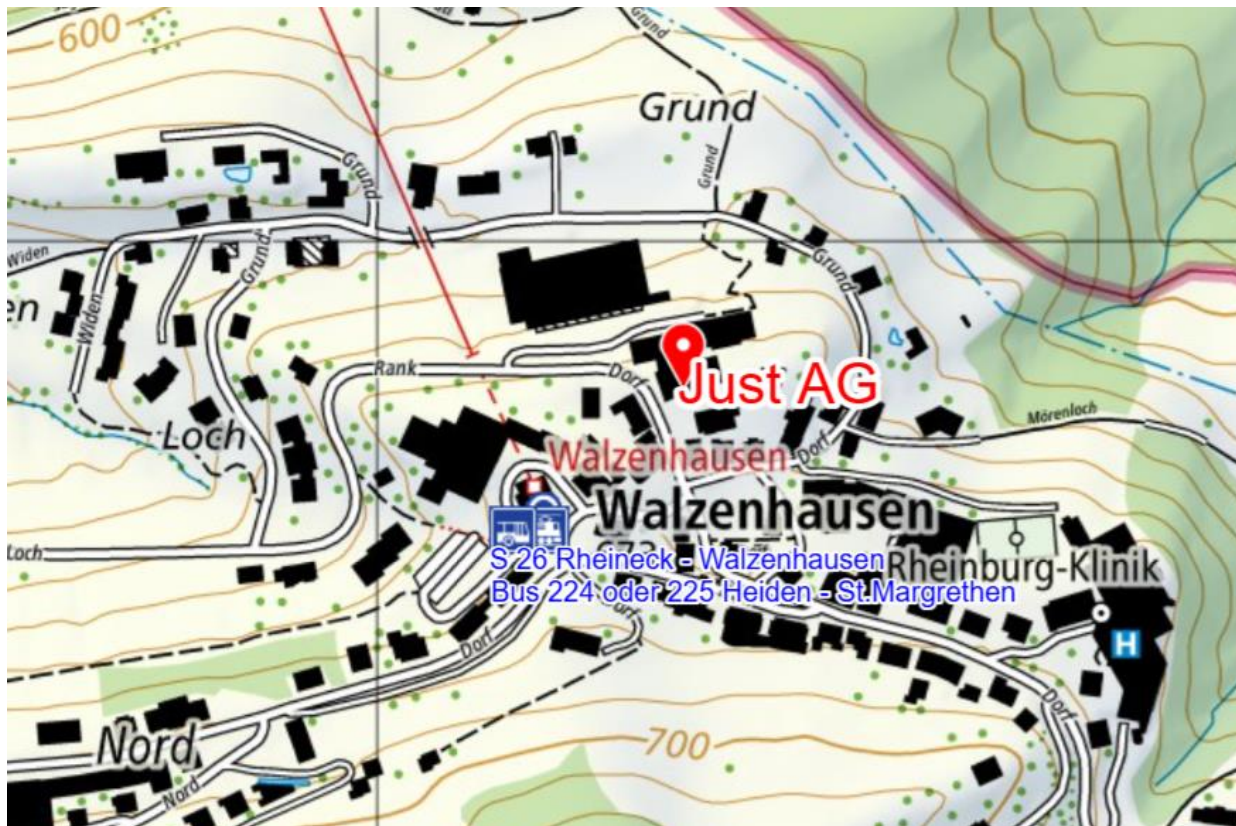 600
Grund
Grund
Grund
Grund
Widen
Grund
Grund
en
Widen
Rank
Dorf
Just AG
Loch
Mörenloch
Walzenhausen
Dorf
Walzenhausen
Loch
S 26 Rheineck - Walzenhausen
Rheinburg-Klinik
Bus 224 oder 225 Heiden - St.Margrethen
H
Dorf
Dorf
Nord
700
Nord